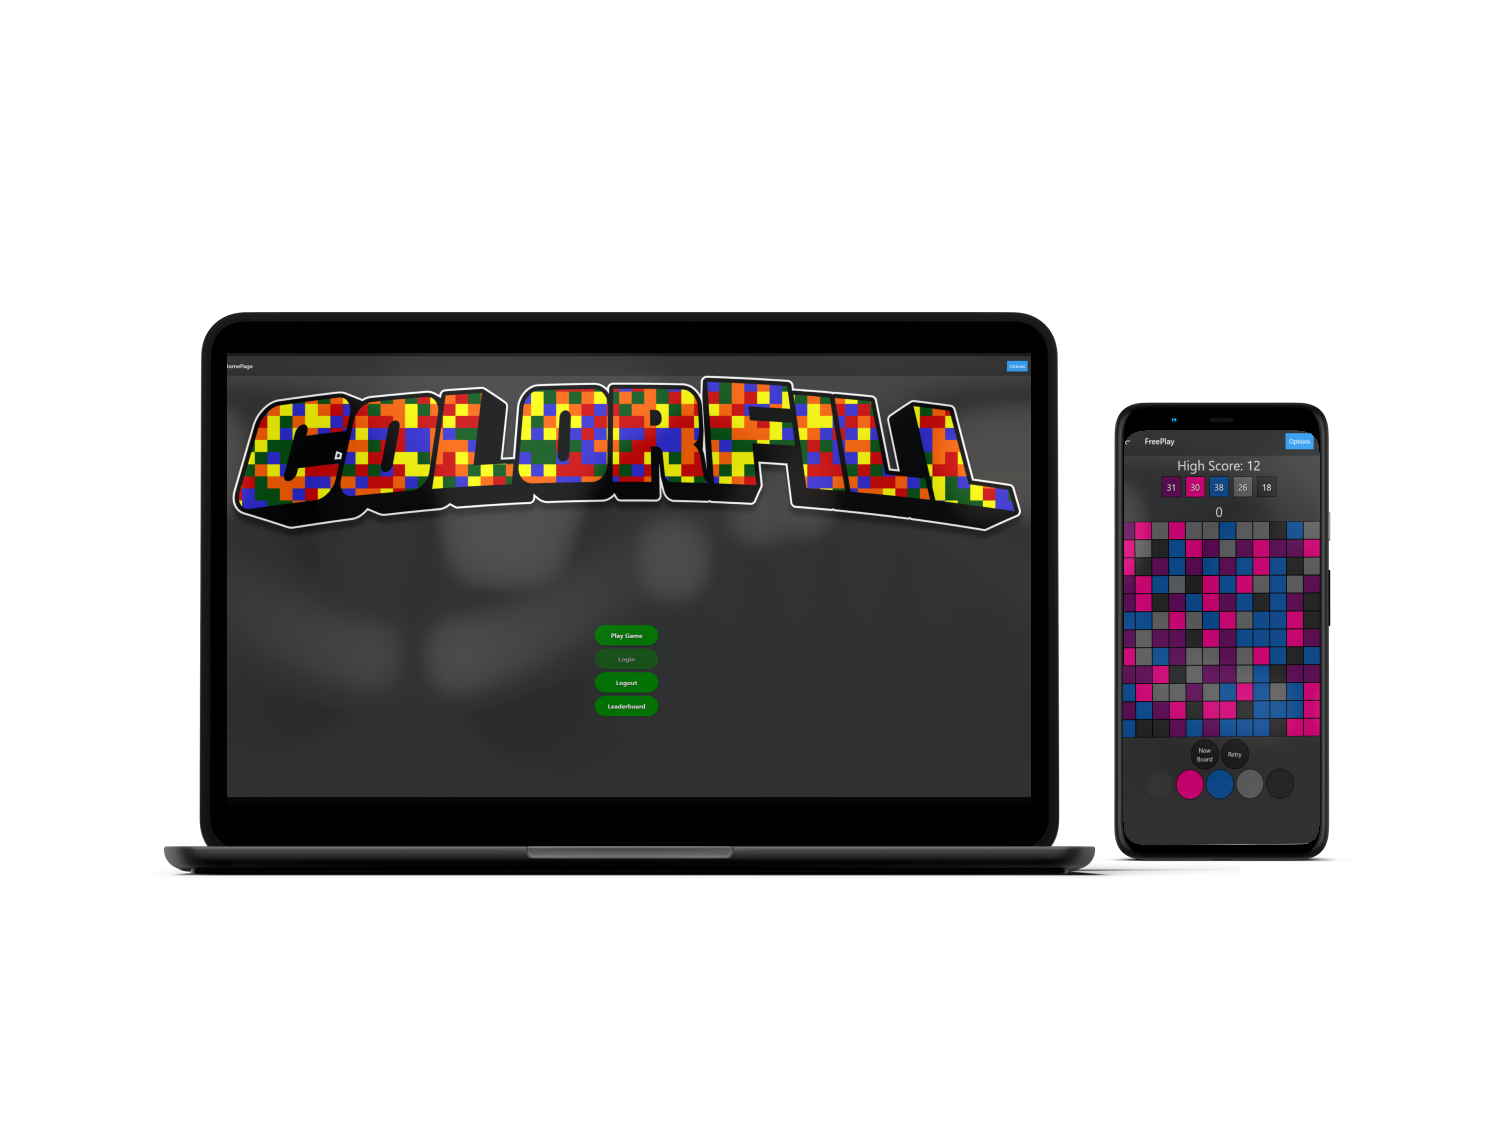 HomePage
Options
COLORFILL
Play Game
Login
Logout
Leaderboard
FreePlay
Options
High Score: 12
31 30 38 26 18
0
New
Board
Retry